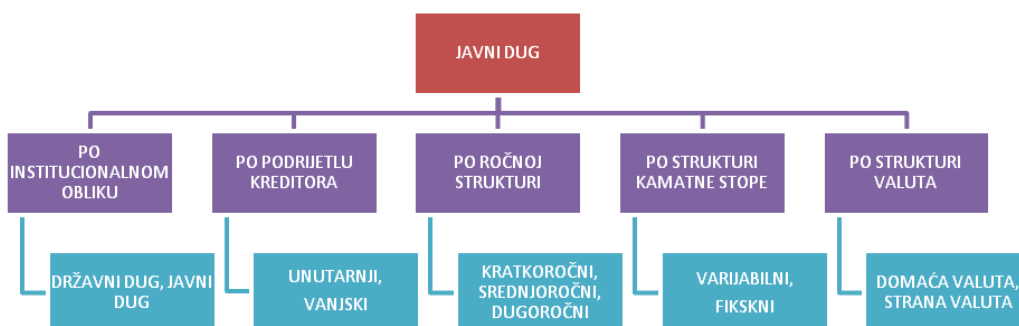 JAVNI DUG
PO
INSTITUCIONALNOM
OBLIKU
PO PODRIJETLU
KREDITORA
PO ROČNOJ
STRUKTURI
PO STRUKTURI
KAMATNE STOPE
PO STRUKTURI
VALUTA
DRŽAVNI DUG, JAVNI
DUG
UNUTARNJI,
VANJSKI
KRATKOROČNI,
SREDNJOROČNI,
DUGOROČNI
VARIJABILNI,
FIKSKNI
DOMAĆA VALUTA,
STRANA VALUTA